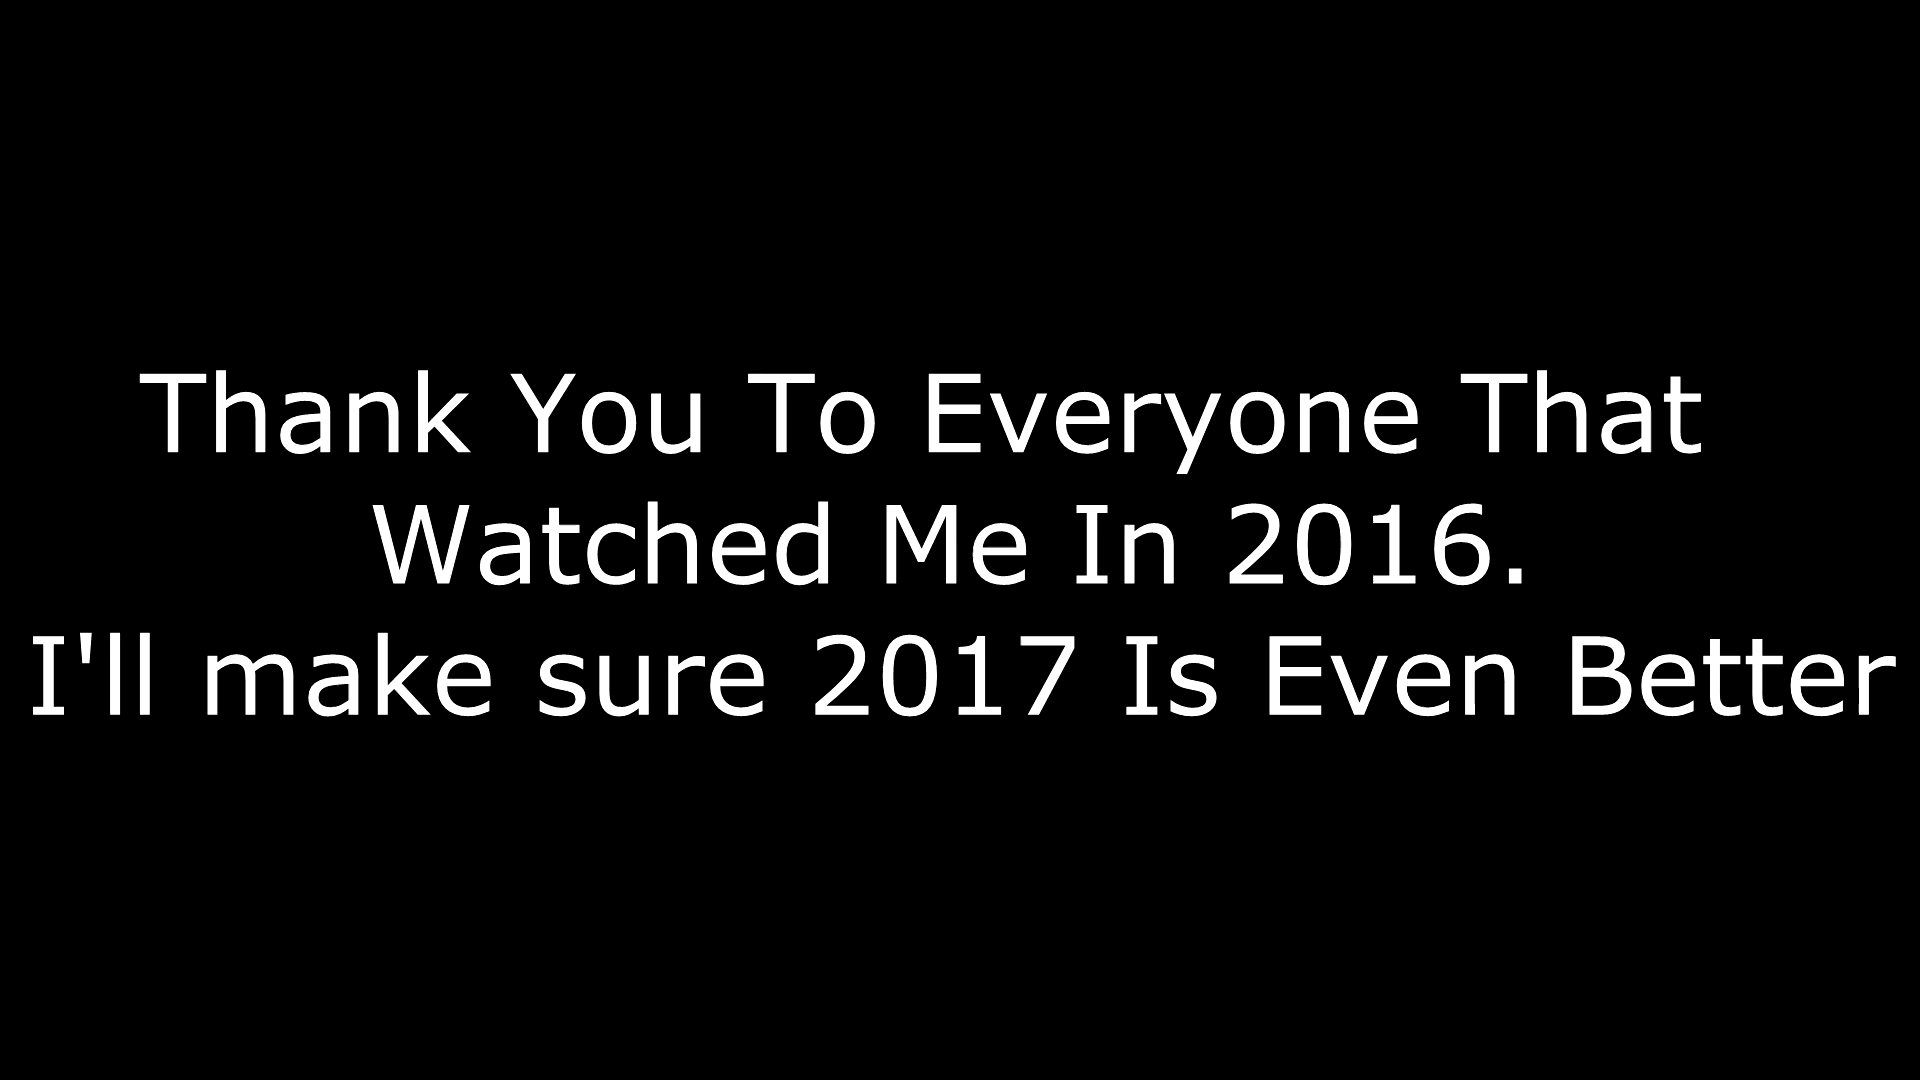 Thank You To Everyone That
Watched Me In 2016.
I'll make sure 2017 Is Even Better